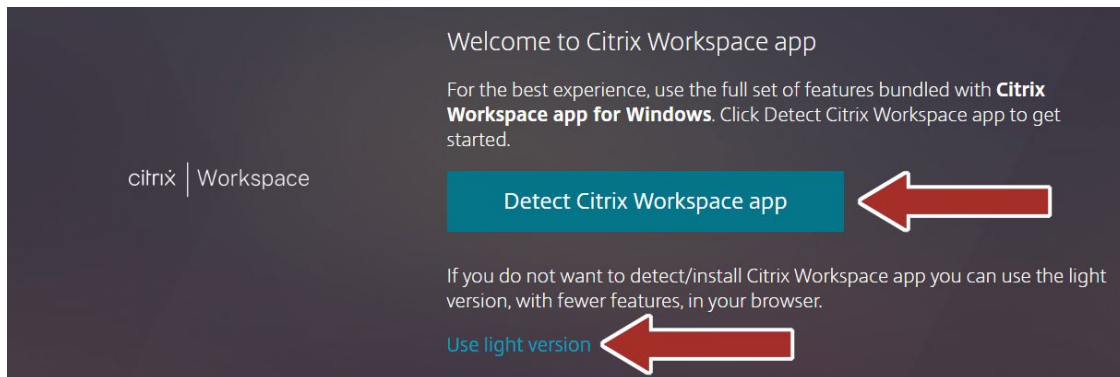 Welcome to Citrix Workspace app
For the best experience, use the full set of features bundled with Citrix
Workspace app for Windows. Click Detect Citrix Workspace app to get
started.
citrix | Workspace
Detect Citrix Workspace app
If you do not want to detect/install Citrix Workspace app you can use the light
version, with fewer features, in your browser.
Use light version